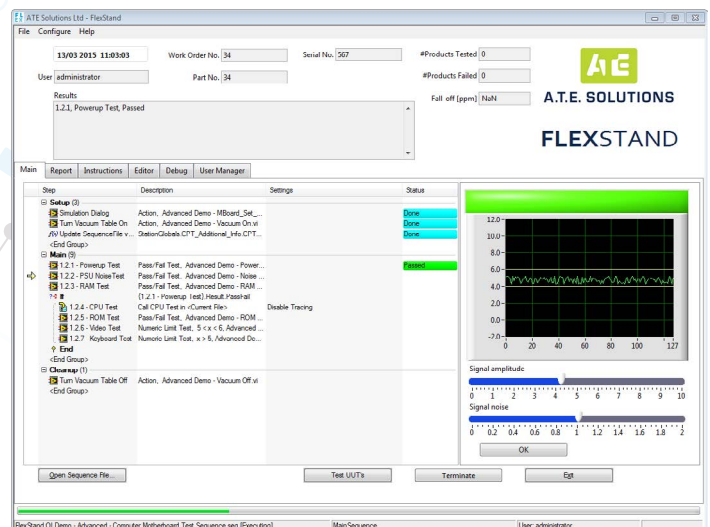 ATE Solutions Ltd - FlexStand
File Configure Help
13/03 2015 11:03:03 Work Order No. 34 Serial No. 567 #Products Tested 0
User administrator Part No. 34 #Products Failed 0
Results Fall off [ppm] NaN
1.2.1, Powerup Test, Passed
A.T.E. SOLUTIONS
FLEXSTAND
Main Report Instructions Editor Debug User Manager
Step Description Settings Status
Setup (3)
Simulation Dialog Action, Advanced Demo - MBoard_Set_... Done
Turn Vacuum Table On Action, Advanced Demo - Vacuum On.vi Done
Update SequenceFile v... StationGlobals.CPT_Additional_Info.CPT... Done
<End Group>
Main (9)
1.2.1 - Powerup Test Pass/Fail Test, Advanced Demo - Power... Passed
1.2.2 - PSU Noise Test Pass/Fail Test, Advanced Demo - Noise ...
1.2.3 - RAM Test Pass/Fail Test, Advanced Demo - RAM ...
If {1.2.1 - Powerup Test}.Result.PassFail
1.2.4 - CPU Test Call CPU Test in <Current File> Disable Tracing
1.2.5 - ROM Test Pass/Fail Test, Advanced Demo - ROM ...
1.2.6 - Video Test Numeric Limit Test, 5 < x < 6, Advanced ...
1.2.7 Keyboard Test Numeric Limit Test, x > 5, Advanced Do...
End
<End Group>
Cleanup (1)
Turn Vacuum Table Off Action, Advanced Demo - Vacuum Off.vi
<End Group>
12.0
10.0
8.0
6.0
4.0
2.0
0.0
-2.0
0 20 40 60 80 100 127
Signal amplitude
0 1 2 3 4 5 6 7 8 9 10
Signal noise
0 0.2 0.4 0.6 0.8 1 1.2 1.4 1.6 1.8 2
OK
Open Sequence File... Test UUT's Terminate Exit
FlexStand OI Demo - Advanced - Computer Motherboard Test Sequence.seq [Executing] MainSequence User: administrator